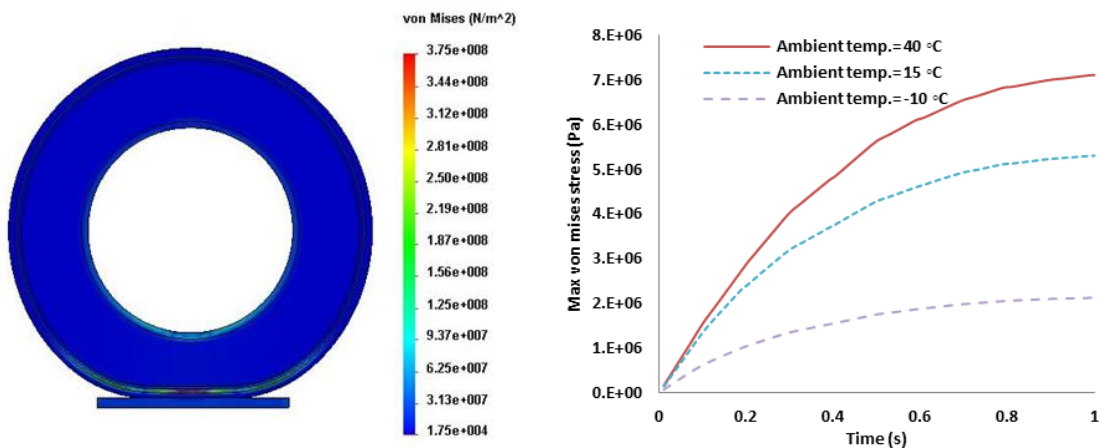 von Mises (N/m^2)
3.75e+008
3.44e+008
3.12e+008
2.81e+008
2.50e+008
2.19e+008
1.87e+008
1.56e+008
1.25e+008
9.37e+007
6.25e+007
3.13e+007
1.75e+004
Max von mises stress (Pa)
8.E+06
7.E+06
6.E+06
5.E+06
4.E+06
3.E+06
2.E+06
1.E+06
0.E+00
Ambient temp.= 40 ◦C
Ambient temp.= 15 ◦C
Ambient temp.= -10 ◦C
0 0.2 0.4 0.6 0.8 1
Time (s)